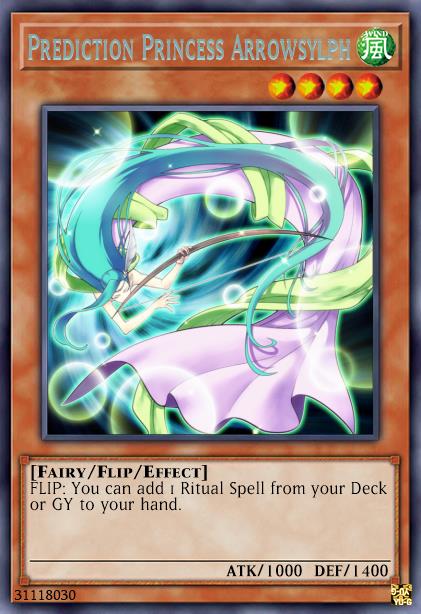 PREDICTION PRINCESS ARROWSYLPH
WIND
風
[FAIRY/FLIP/EFFECT]
FLIP: You can add 1 Ritual Spell from your Deck
or GY to your hand.
ATK/1000 DEF/1400
31118030